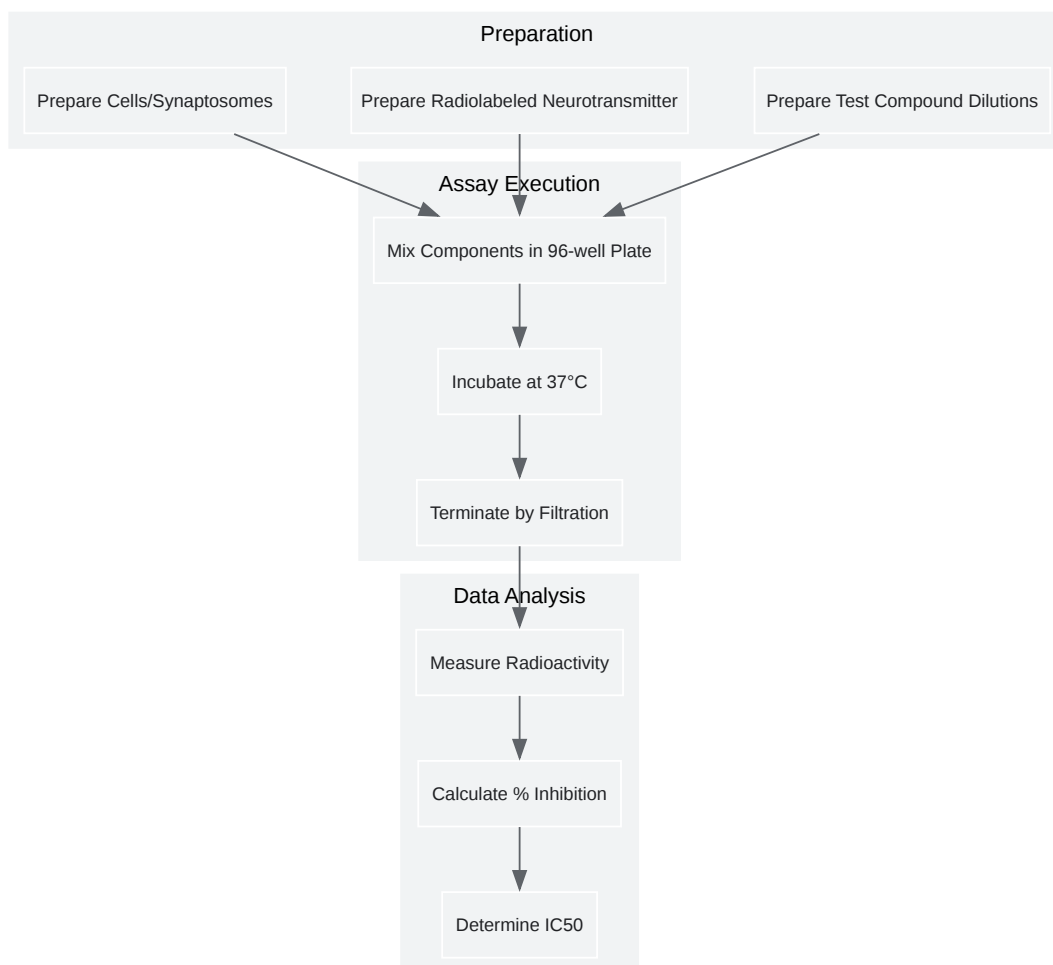 Preparation
Prepare Cells/Synaptosomes
Prepare Radiolabeled Neurotransmitter
Prepare Test Compound Dilutions
Assay Execution
Mix Components in 96-well Plate
Incubate at 37°C
Terminate by Filtration
Data Analysis
Measure Radioactivity
Calculate % Inhibition
Determine IC50